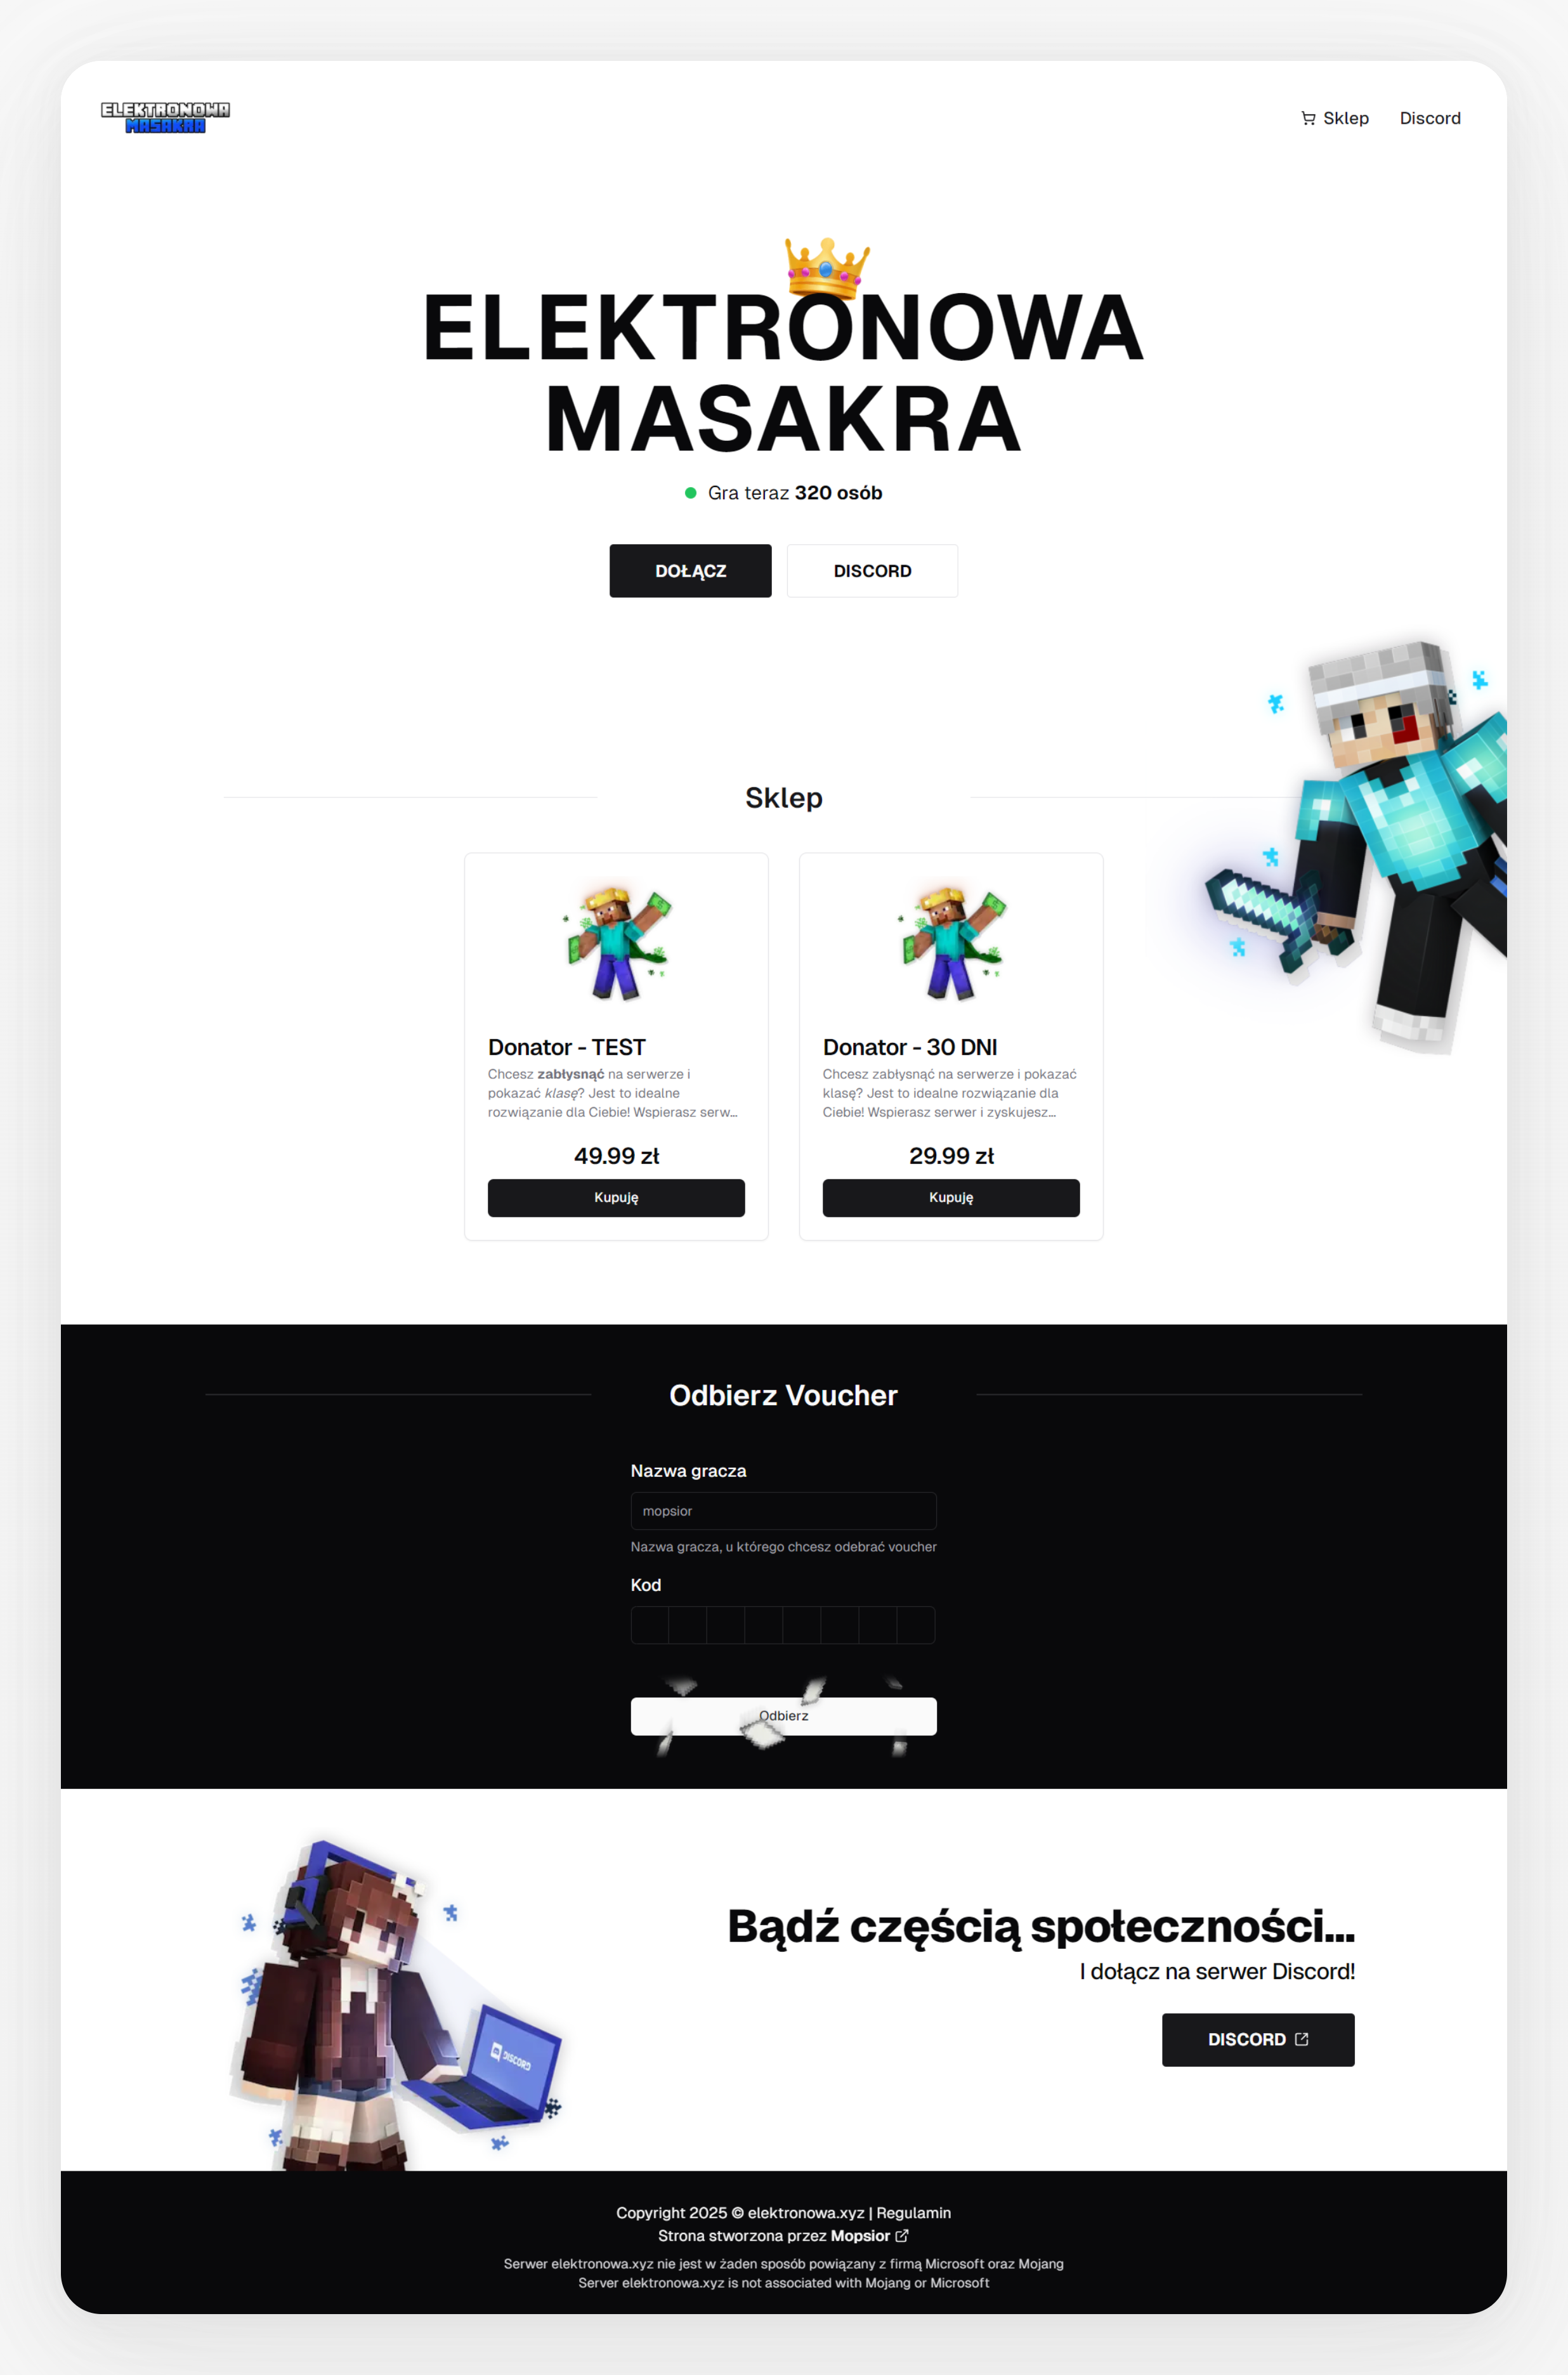 ELEKTRONOWA
MASAKRA
Sklep
Discord
ELEKTRONOWA
MASAKRA
Gra teraz 320 osób
DOŁĄCZ
DISCORD
Sklep
Donator - TEST
Chcesz zabłysnąć na serwerze i
pokazać klasę? Jest to idealne
rozwiązanie dla Ciebie! Wspierasz serw...
49.99 zł
Kupuję
Donator - 30 DNI
Chcesz zabłysnąć na serwerze i pokazać
klasę? Jest to idealne rozwiązanie dla
Ciebie! Wspierasz serwer i zyskujesz...
29.99 zł
Kupuję
Odbierz Voucher
Nazwa gracza
mopsior
Nazwa gracza, u którego chcesz odebrać voucher
Kod
Odbierz
Bądź częścią społeczności...
I dołącz na serwer Discord!
DISCORD
DISCORD
Copyright 2025 © elektronowa.xyz | Regulamin
Strona stworzona przez Mopsior
Serwer elektronowa.xyz nie jest w żaden sposób powiązany z firmą Microsoft oraz Mojang
Server elektronowa.xyz is not associated with Mojang or Microsoft